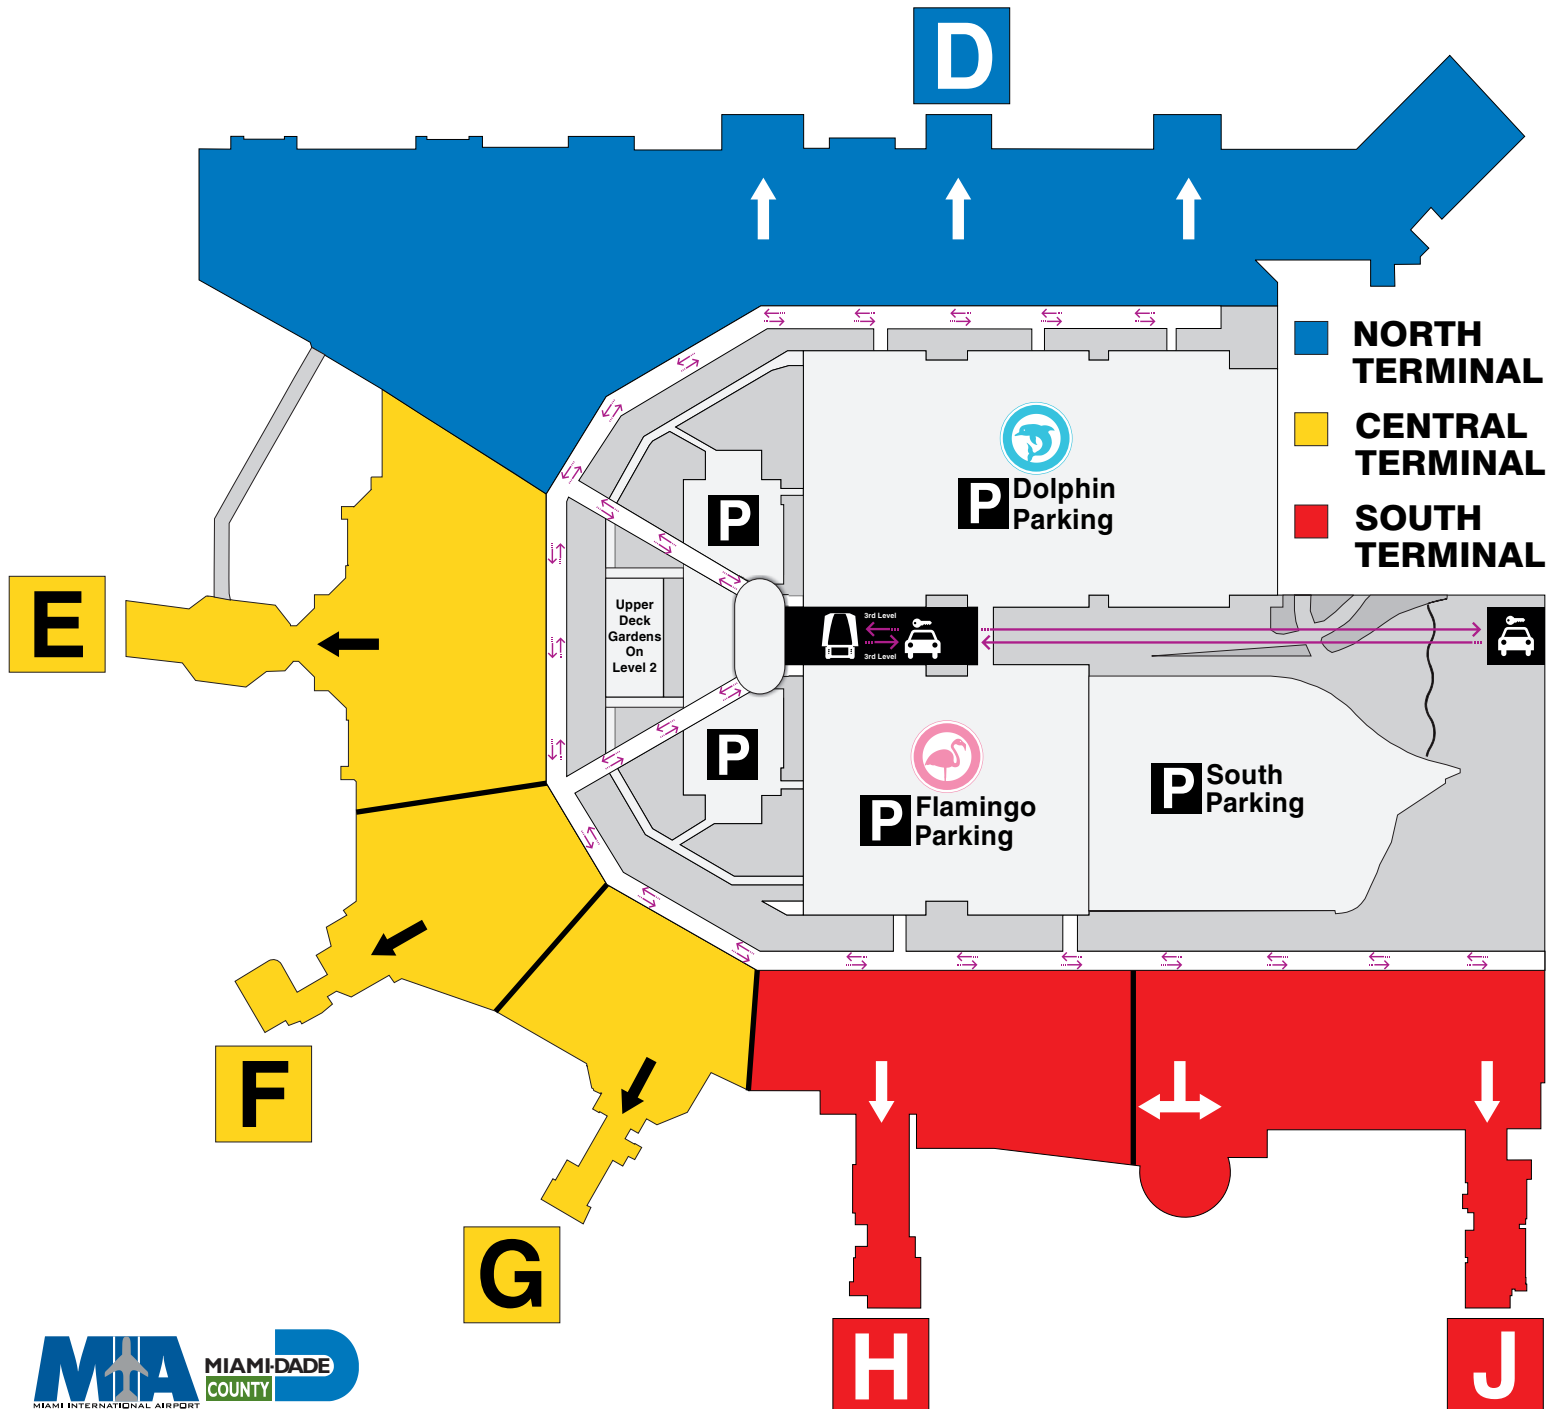 D
NORTH
TERMINAL
CENTRAL
TERMINAL
SOUTH
TERMINAL
P Dolphin
Parking
P
E
Upper
Deck
Gardens
On
Level 2
3rd Level
3rd Level
P
P Flamingo
Parking
P South
Parking
F
G
H
J
MIA
MIAMI INTERNATIONAL AIRPORT
MIAMI-DADE
COUNTY